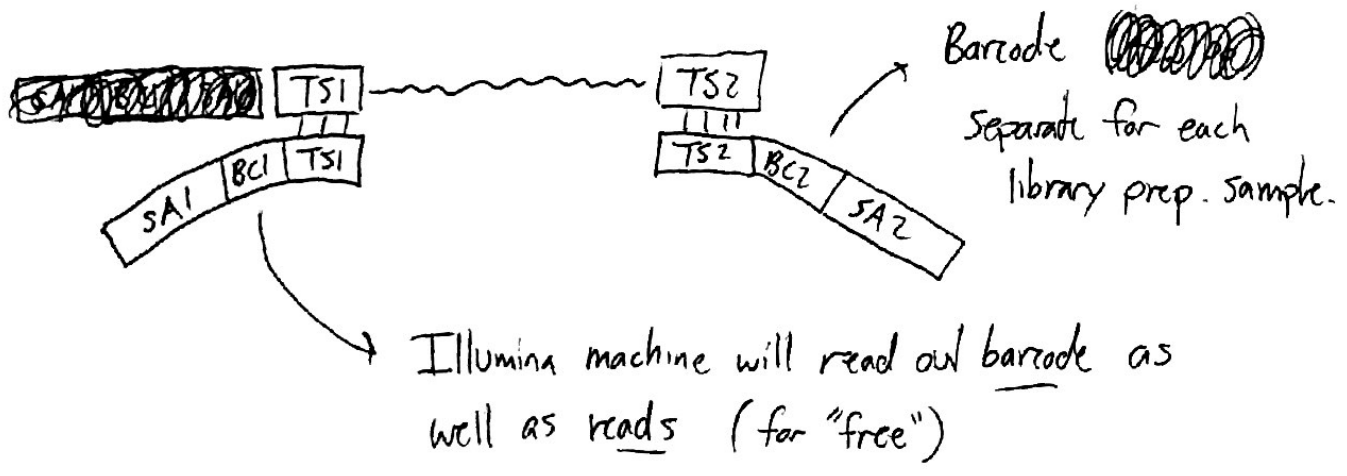 Barcode
TS1 TS2
Separate for each
TS1 TS2
BC1 BC2
library prep. sample.
SA1 SA2
Illumina machine will read out barcode as
well as reads (for "free")